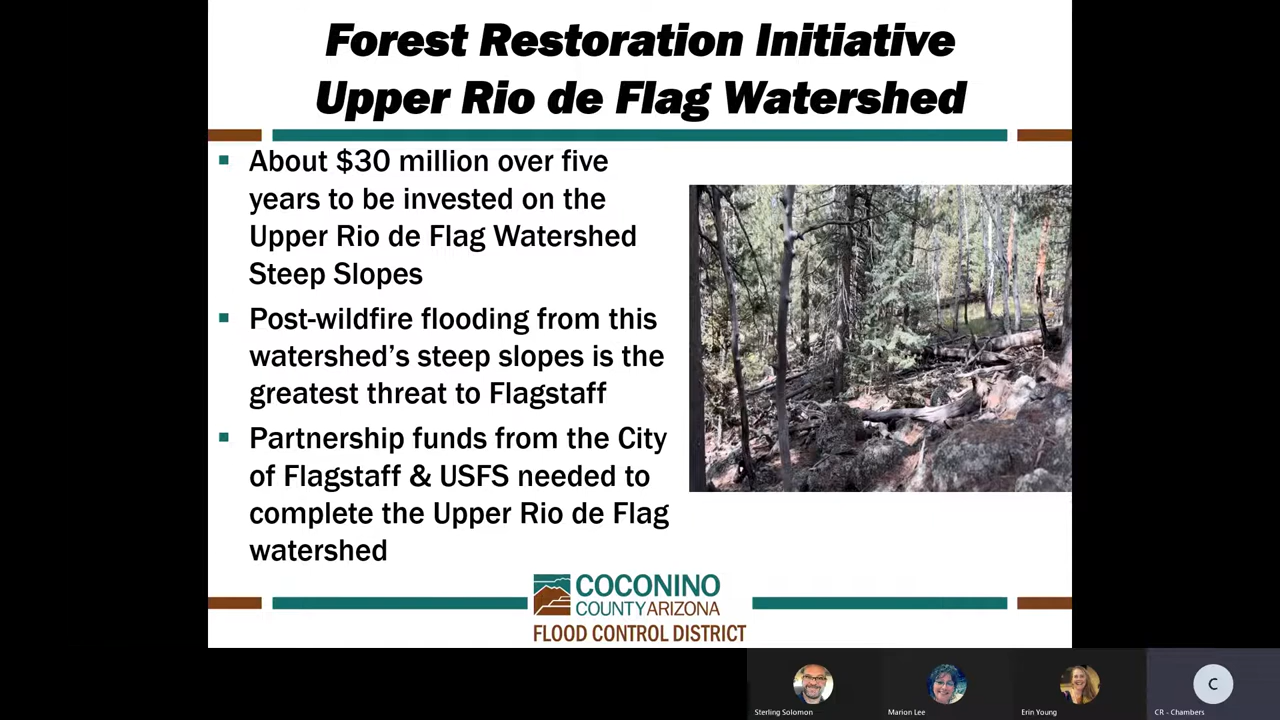 Forest Restoration Initiative
Upper Rio de Flag Watershed
▪ About $30 million over five
years to be invested on the
Upper Rio de Flag Watershed
Steep Slopes
▪ Post-wildfire flooding from this
watershed's steep slopes is the
greatest threat to Flagstaff
▪ Partnership funds from the City
of Flagstaff & USFS needed to
complete the Upper Rio de Flag
watershed
COCONINO
COUNTY ARIZONA
FLOOD CONTROL DISTRICT
C
Sterling Solomon
Marion Lee
Erin Young
CR - Chambers